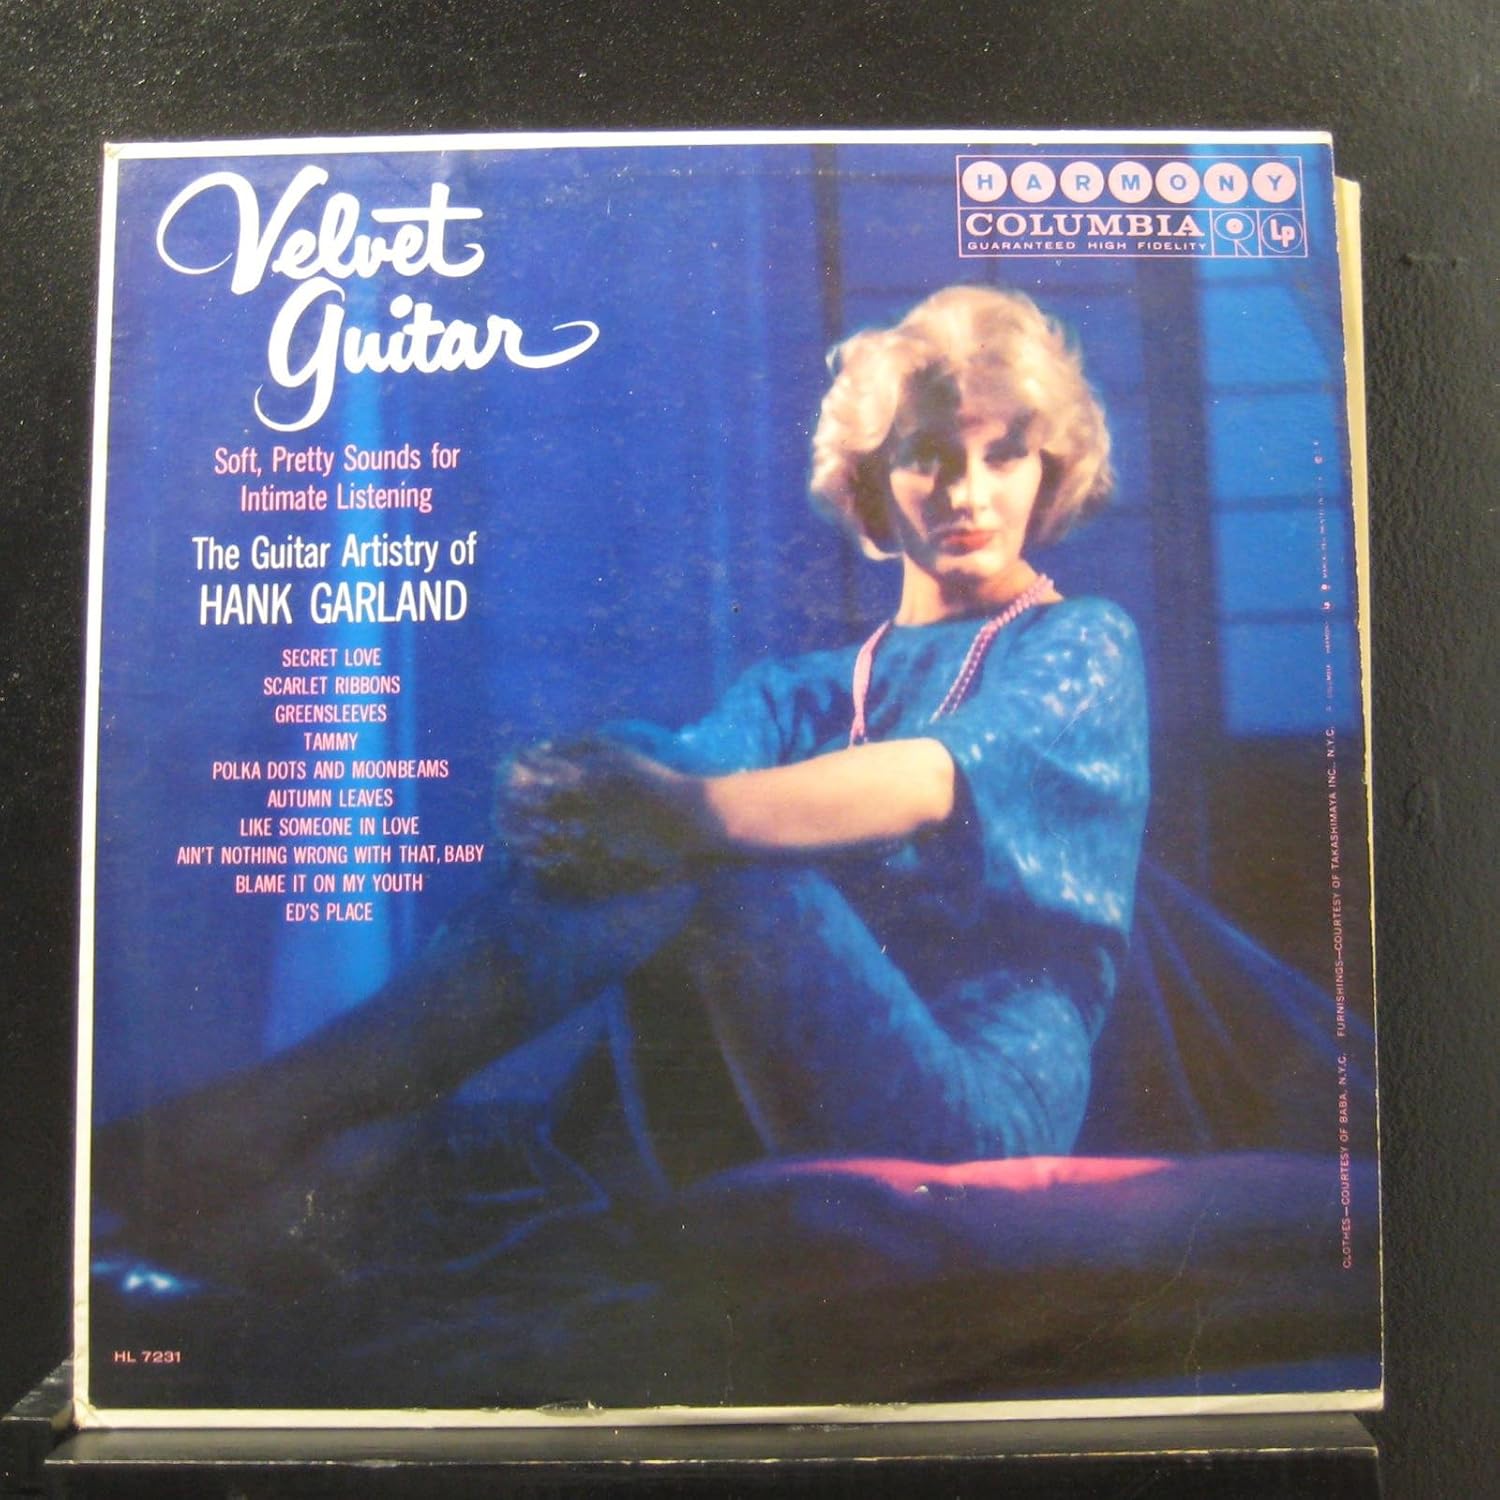 Velvet
Guitar
HARMONY
COLUMBIA
GUARANTEED HIGH FIDELITY
Lp
Soft, Pretty Sounds for
Intimate Listening
The Guitar Artistry of
HANK GARLAND
SECRET LOVE
SCARLET RIBBONS
GREENSLEEVES
TAMMY
POLKA DOTS AND MOONBEAMS
AUTUMN LEAVES
LIKE SOMEONE IN LOVE
AIN'T NOTHING WRONG WITH THAT, BABY
BLAME IT ON MY YOUTH
ED'S PLACE
CLOTHES—COURTESY OF BABA, N.Y.C. FURNISHINGS—COURTESY OF TAKASHIMAYA INC., N.Y.C.
HL 7231